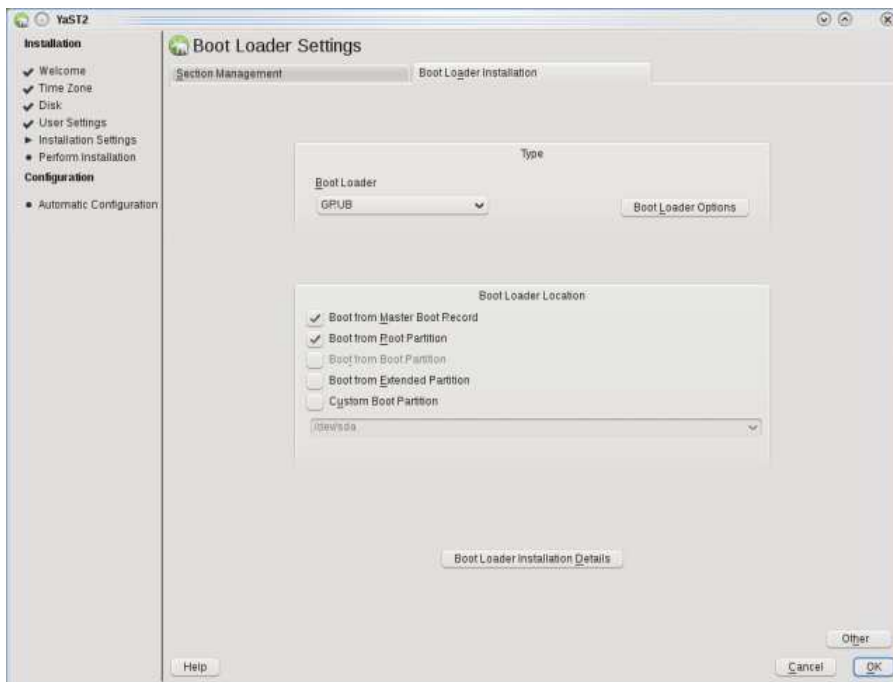 YaST2
Installation
Welcome
Time Zone
Disk
User Settings
Installation Settings
Perform Installation
Configuration
Automatic Configuration
Boot Loader Settings
Section Management
Boot Loader Installation
Type
Boot Loader
GRUB
Boot Loader Options
Boot Loader Location
Boot from Master Boot Record
Boot from Root Partition
Boot from Boot Partition
Boot from Extended Partition
Custom Boot Partition
/dev/sda
Boot Loader Installation Details
Other
Help
Cancel
OK